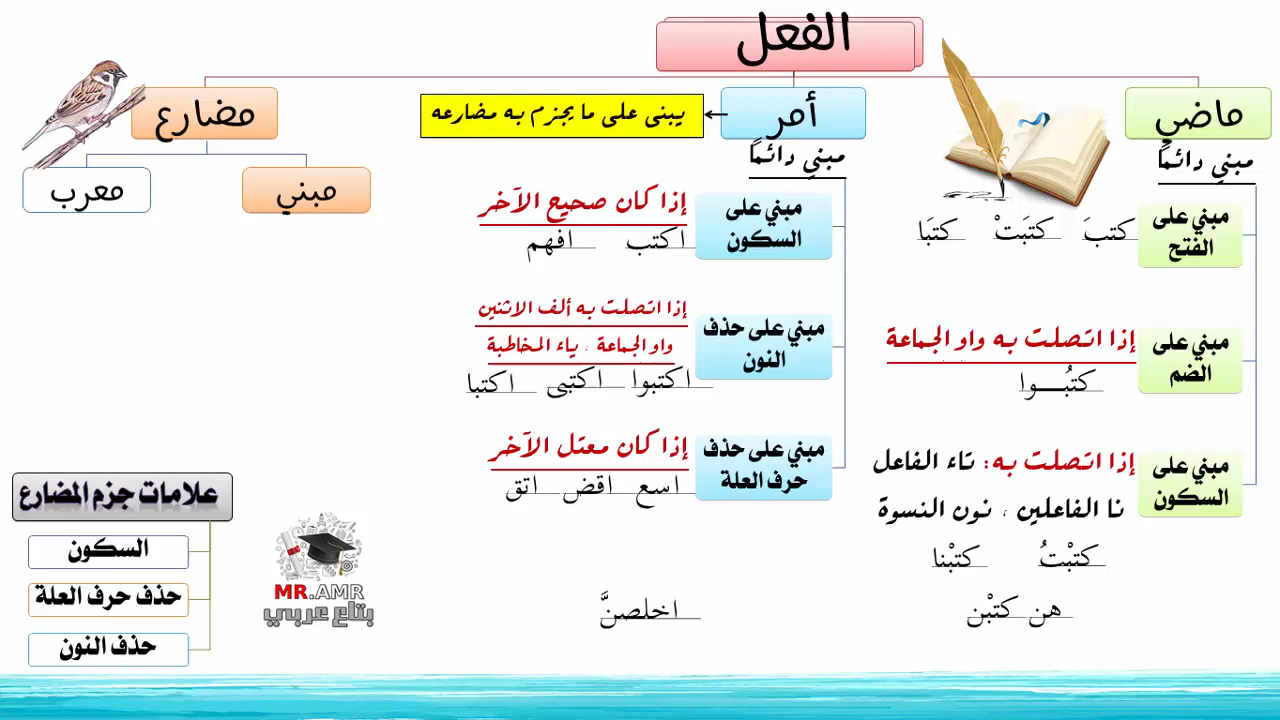 الفعل
ماضي
مبني دائماً
مبني على
الفتح
كتبَ كتبَتْ كتبَا
مبني على
الضم
إذا اتصلت به واو الجماعة
كتبُـــوا
مبني على
السكون
إذا اتصلت به: تاء الفاعل
نا الفاعلين ، نون النسوة
كتبْتُ كتبْنا
هن كتبْن
أمر
يبنى على ما يجزم به مضارعه
مبني دائماً
مبني على
السكون
إذا كان صحيح الآخر
اكتب افهم
مبني على حذف
النون
إذا اتصلت به ألف الاثنين
واو الجماعة ، ياء المخاطبة
اكتبوا اكتبى اكتبا
مبني على حذف
حرف العلة
إذا كان معتل الآخر
اسع اقض اتق
اخلصنَّ
مضارع
مبني
معرب
علامات جزم المضارع
السكون
حذف حرف العلة
حذف النون
MR.AMR
بتاع عربي